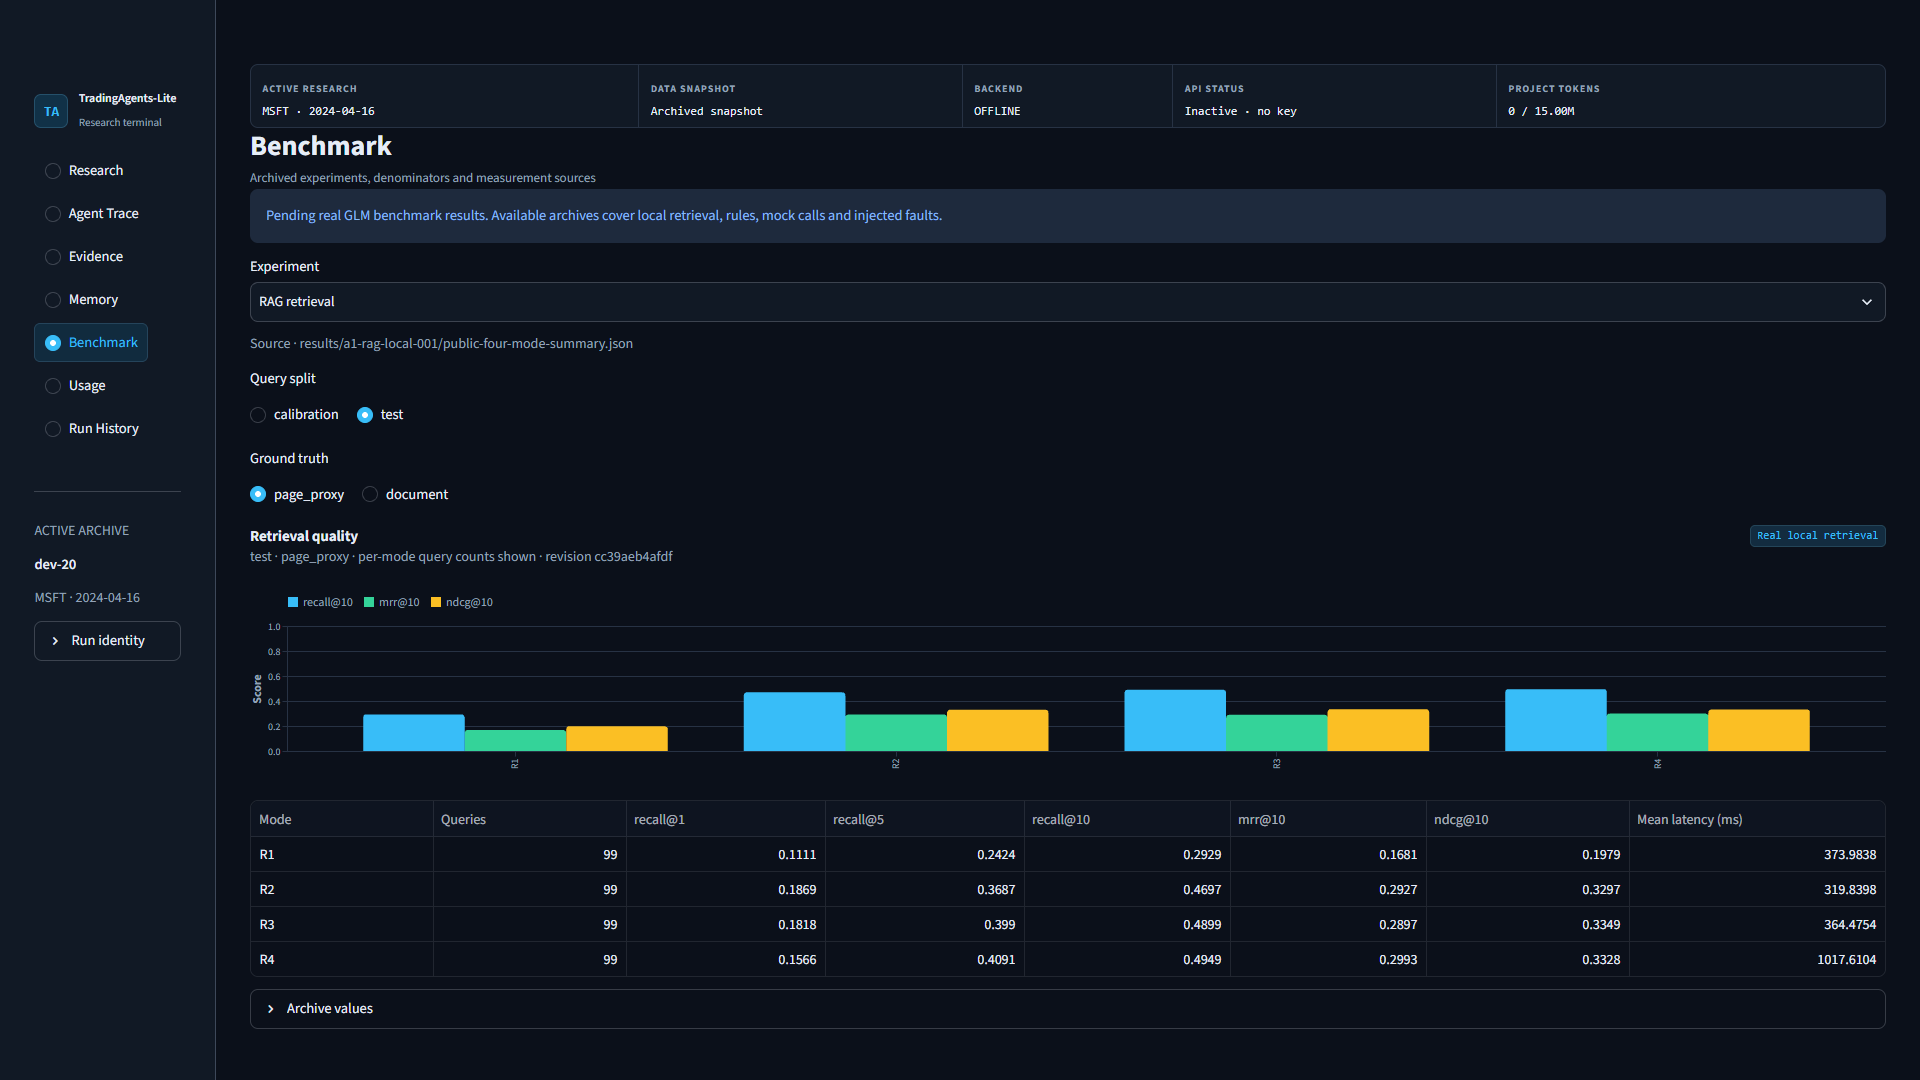 TA
TradingAgents-Lite
Research terminal
Research
Agent Trace
Evidence
Memory
Benchmark
Usage
Run History
ACTIVE ARCHIVE
dev-20
MSFT · 2024-04-16
Run identity
ACTIVE RESEARCH
MSFT · 2024-04-16
DATA SNAPSHOT
Archived snapshot
BACKEND
OFFLINE
API STATUS
Inactive · no key
PROJECT TOKENS
0 / 15.00M
Benchmark
Archived experiments, denominators and measurement sources
Pending real GLM benchmark results. Available archives cover local retrieval, rules, mock calls and injected faults.
Experiment
RAG retrieval
Source · results/a1-rag-local-001/public-four-mode-summary.json
Query split
calibration test
Ground truth
page_proxy document
Retrieval quality
Real local retrieval
test · page_proxy · per-mode query counts shown · revision cc39aeb4afdf
recall@10 mrr@10 ndcg@10
Score
1.0
0.8
0.6
0.4
0.2
0.0
R1 R2 R3 R4
Mode Queries recall@1 recall@5 recall@10 mrr@10 ndcg@10 Mean latency (ms)
R1 99 0.1111 0.2424 0.2929 0.1681 0.1979 373.9838
R2 99 0.1869 0.3687 0.4697 0.2927 0.3297 319.8398
R3 99 0.1818 0.399 0.4899 0.2897 0.3349 364.4754
R4 99 0.1566 0.4091 0.4949 0.2993 0.3328 1017.6104
Archive values